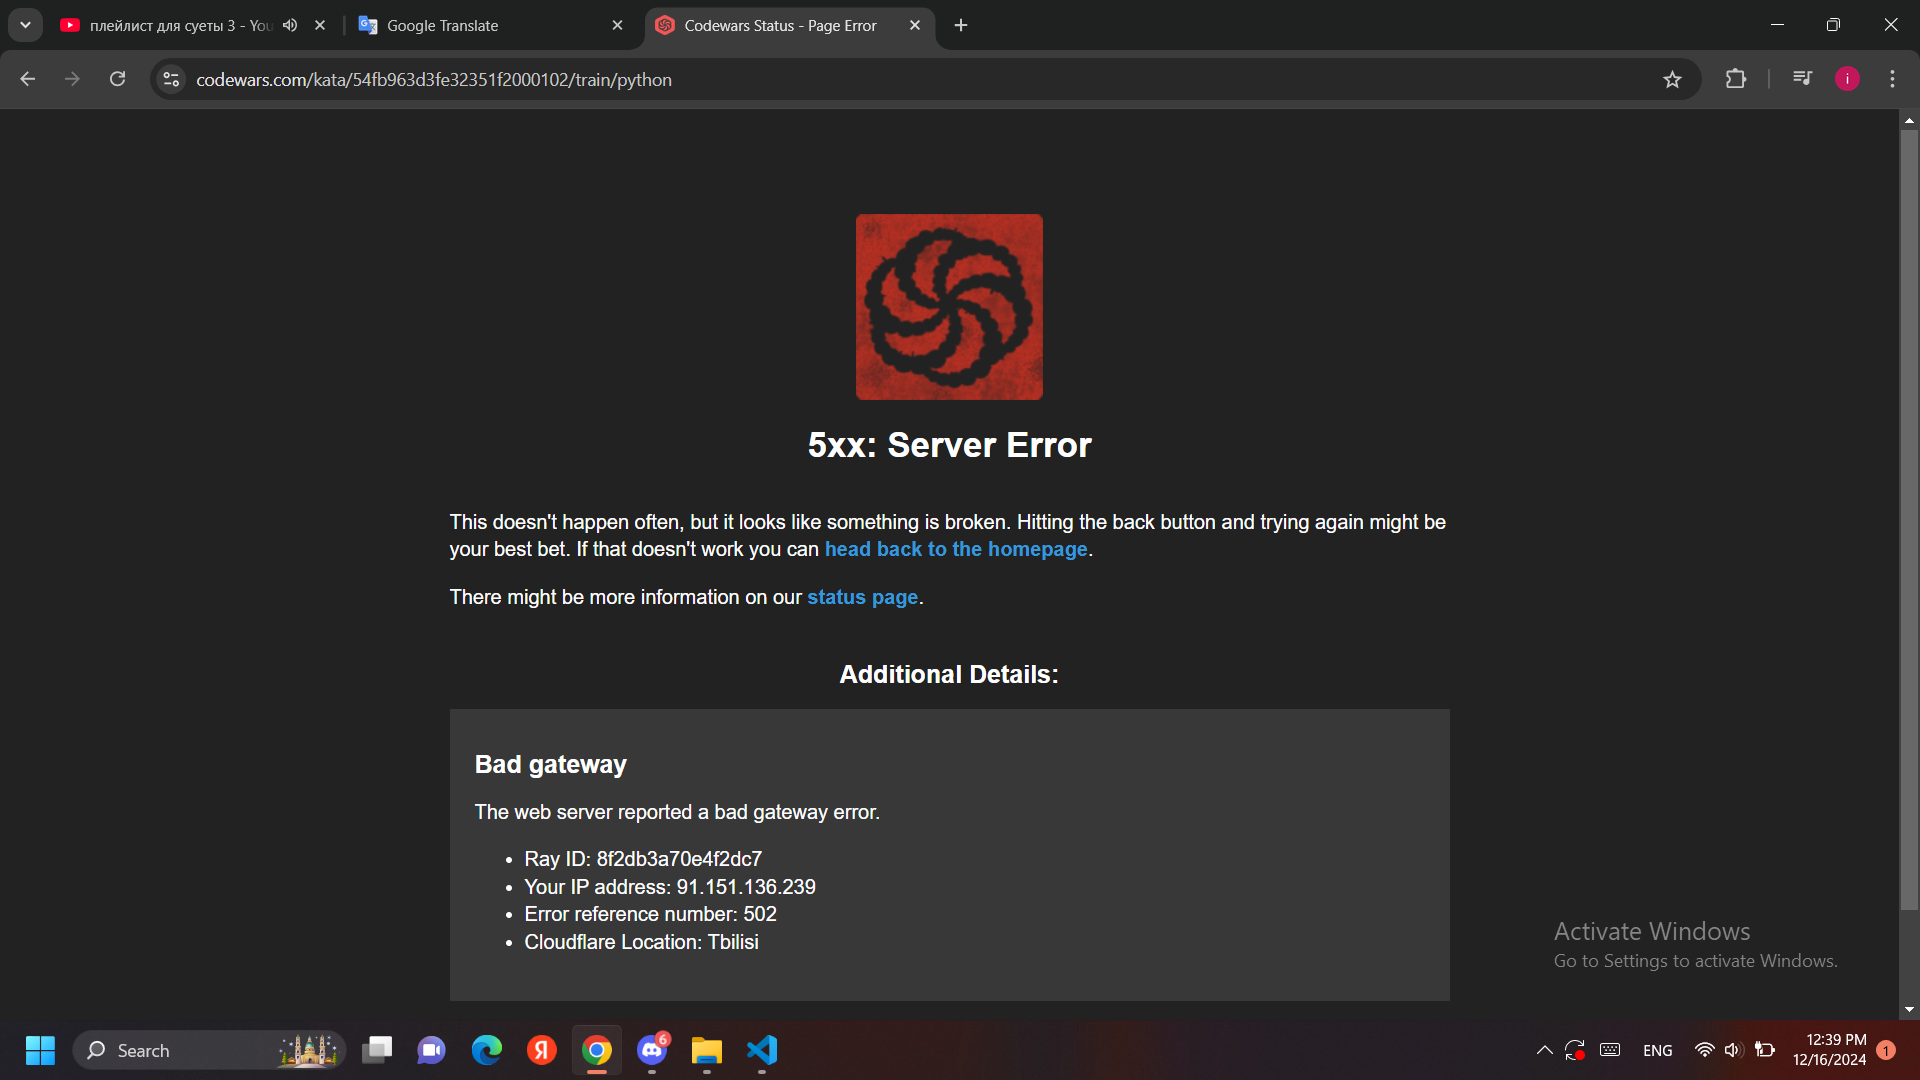 плейлист для суеты 3 - You
Google Translate
Codewars Status - Page Error
codewars.com/kata/54fb963d3fe32351f2000102/train/python
i
5xx: Server Error
This doesn't happen often, but it looks like something is broken. Hitting the back button and trying again might be
your best bet. If that doesn't work you can head back to the homepage.
There might be more information on our status page.
Additional Details:
Bad gateway
The web server reported a bad gateway error.
• Ray ID: 8f2db3a70e4f2dc7
• Your IP address: 91.151.136.239
• Error reference number: 502
• Cloudflare Location: Tbilisi
Activate Windows
Go to Settings to activate Windows.
Search
Я
6
ENG
12:39 PM
12/16/2024
1